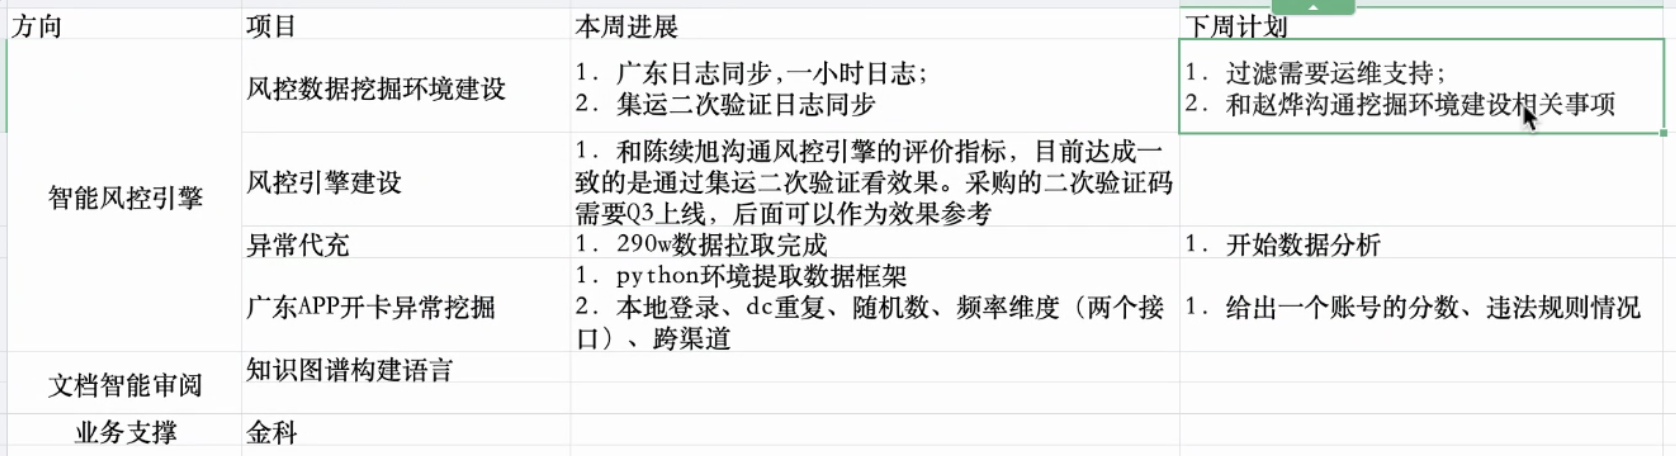 方向 项目 本周进展 下周计划
智能风控引擎
风控数据挖掘环境建设
1. 广东日志同步,一小时日志;
2. 集运二次验证日志同步
1. 过滤需要运维支持;
2. 和赵烨沟通挖掘环境建设相关事项
风控引擎建设
1. 和陈续旭沟通风控引擎的评价指标，目前达成一
致的是通过集运二次验证看效果。采购的二次验证码
需要Q3上线，后面可以作为效果参考
异常代充
1. 290w数据拉取完成
1. 开始数据分析
广东APP开卡异常挖掘
1. python环境提取数据框架
2. 本地登录、dc重复、随机数、频率维度（两个接
口）、跨渠道
1. 给出一个账号的分数、违法规则情况
文档智能审阅
知识图谱构建语言
业务支撑
金科